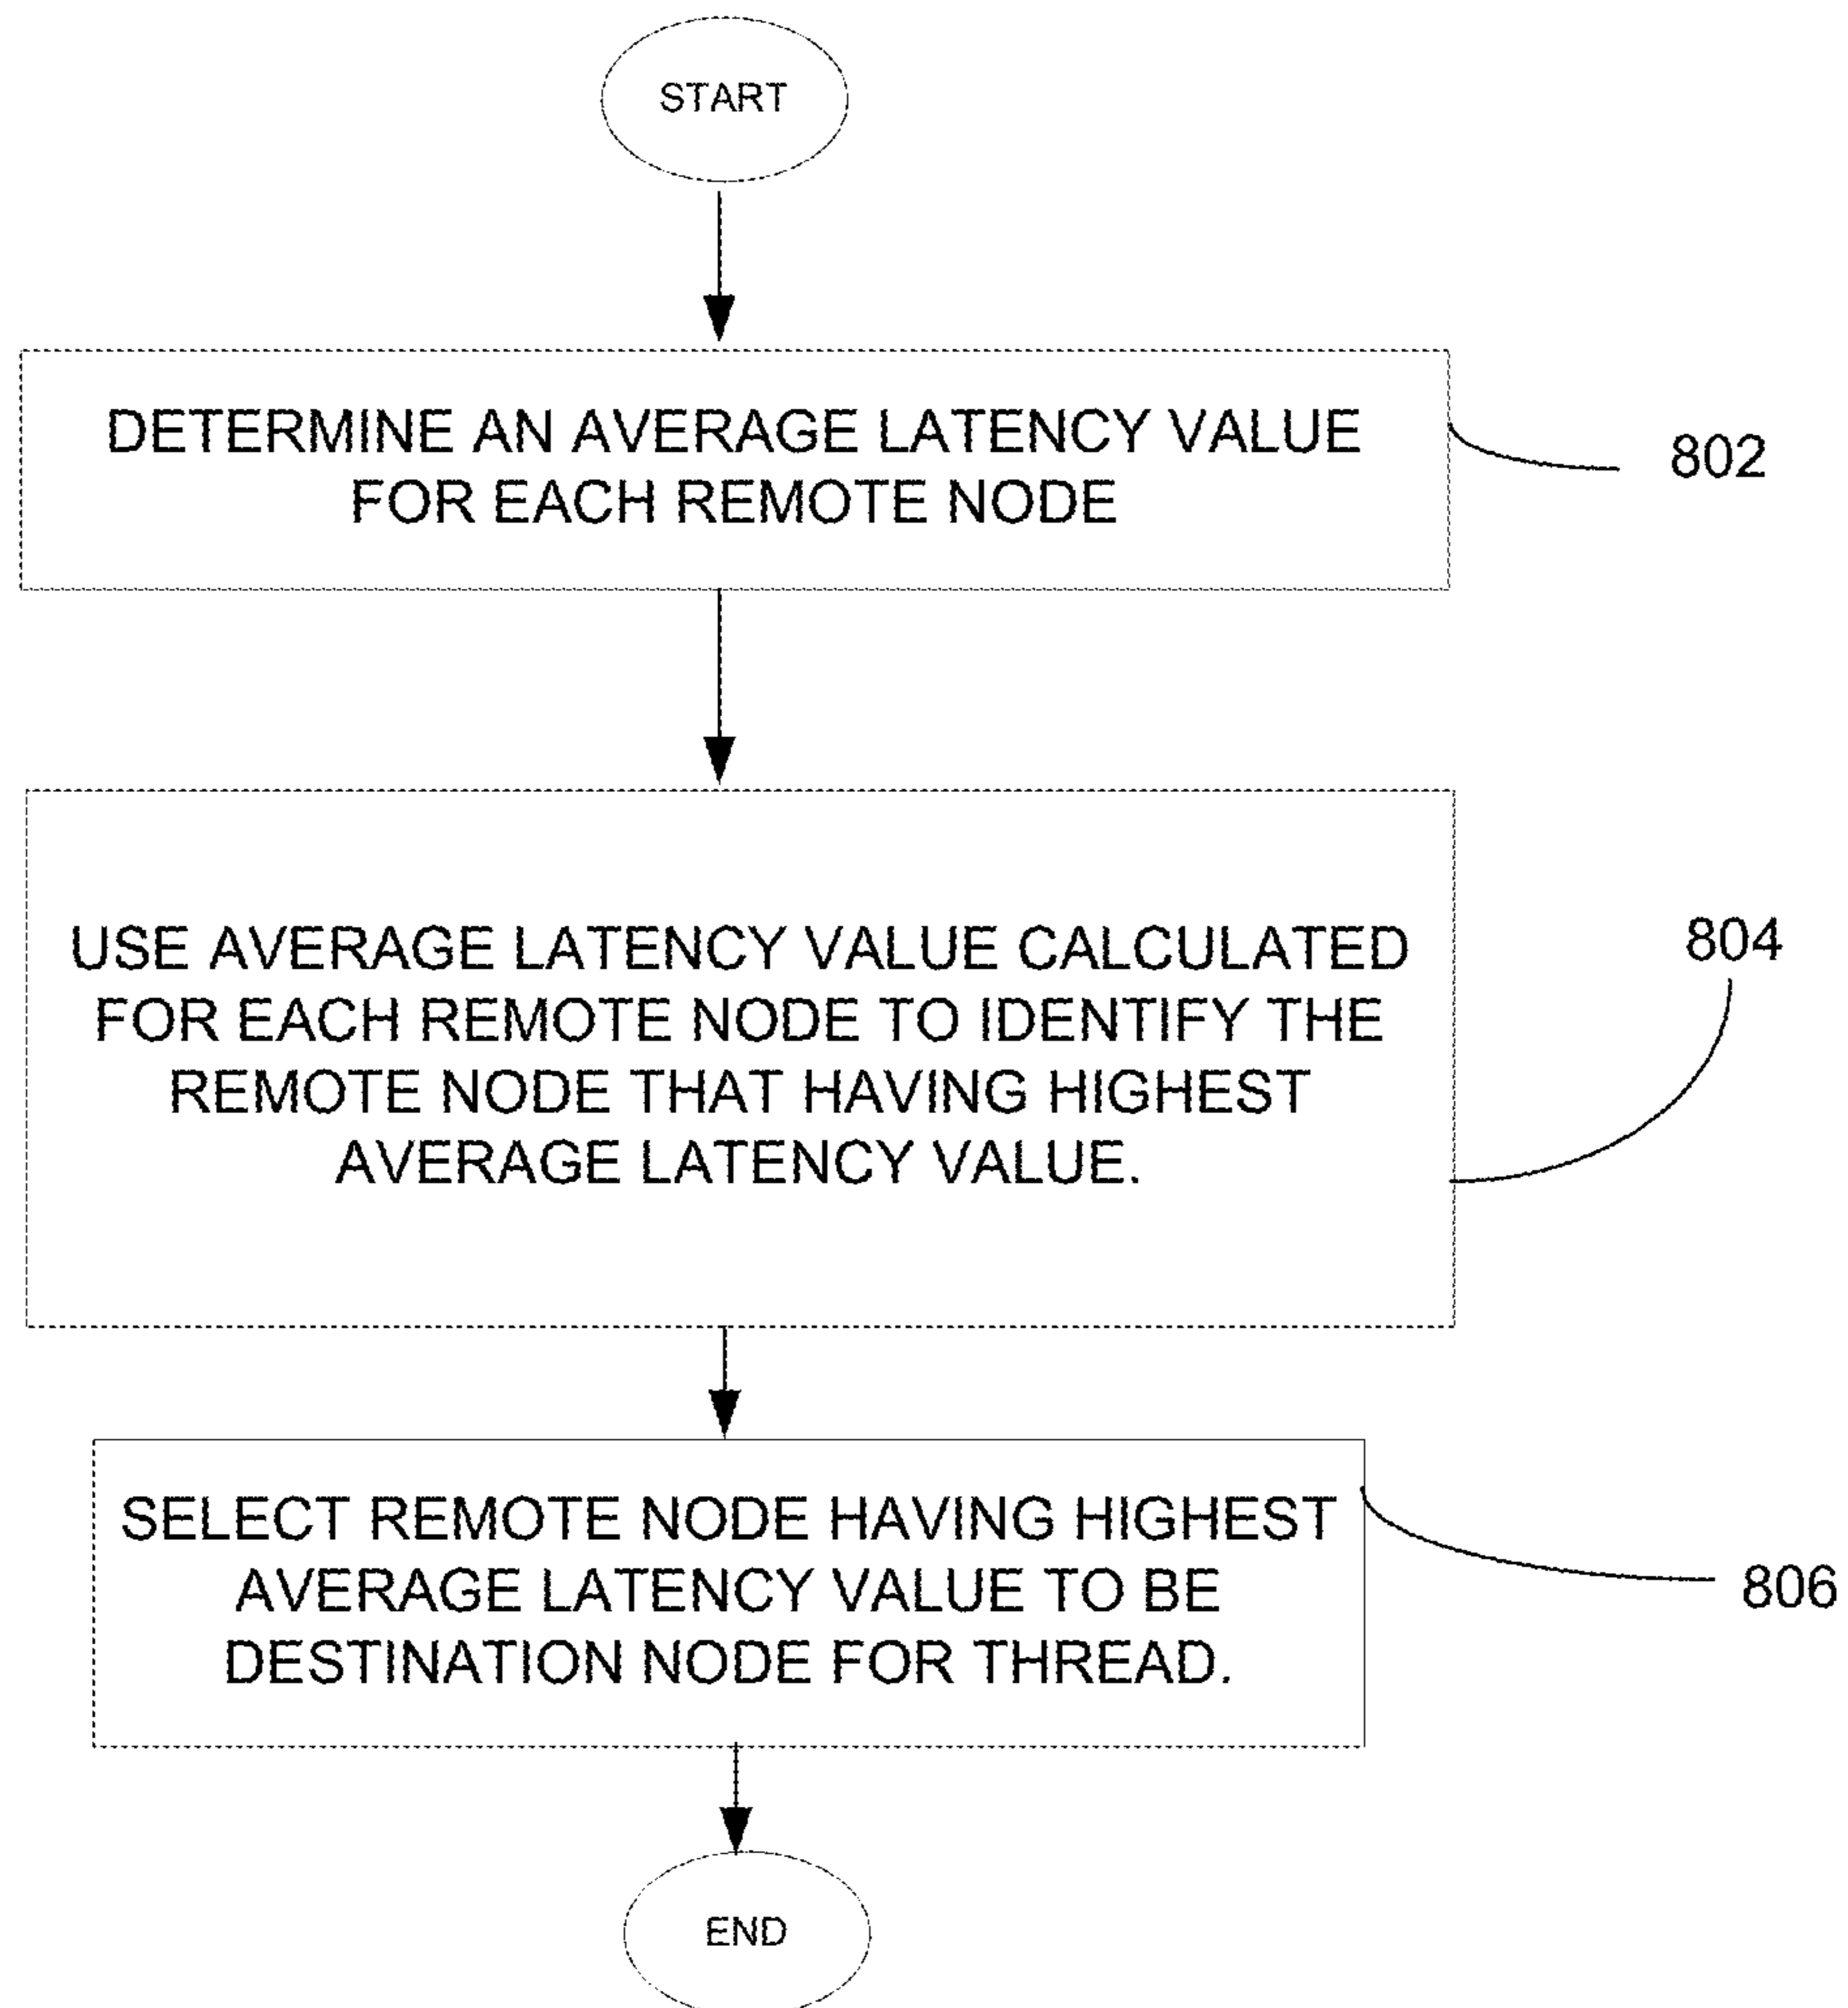 START
DETERMINE AN AVERAGE LATENCY VALUE
FOR EACH REMOTE NODE
802
USE AVERAGE LATENCY VALUE CALCULATED
FOR EACH REMOTE NODE TO IDENTIFY THE
REMOTE NODE THAT HAVING HIGHEST
AVERAGE LATENCY VALUE.
804
SELECT REMOTE NODE HAVING HIGHEST
AVERAGE LATENCY VALUE TO BE
DESTINATION NODE FOR THREAD.
806
END